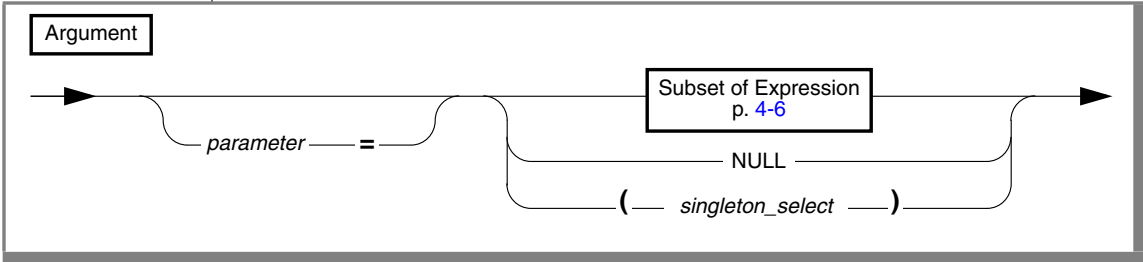 Argument
Subset of Expression
p. 4-6
parameter =
NULL
( singleton_select )